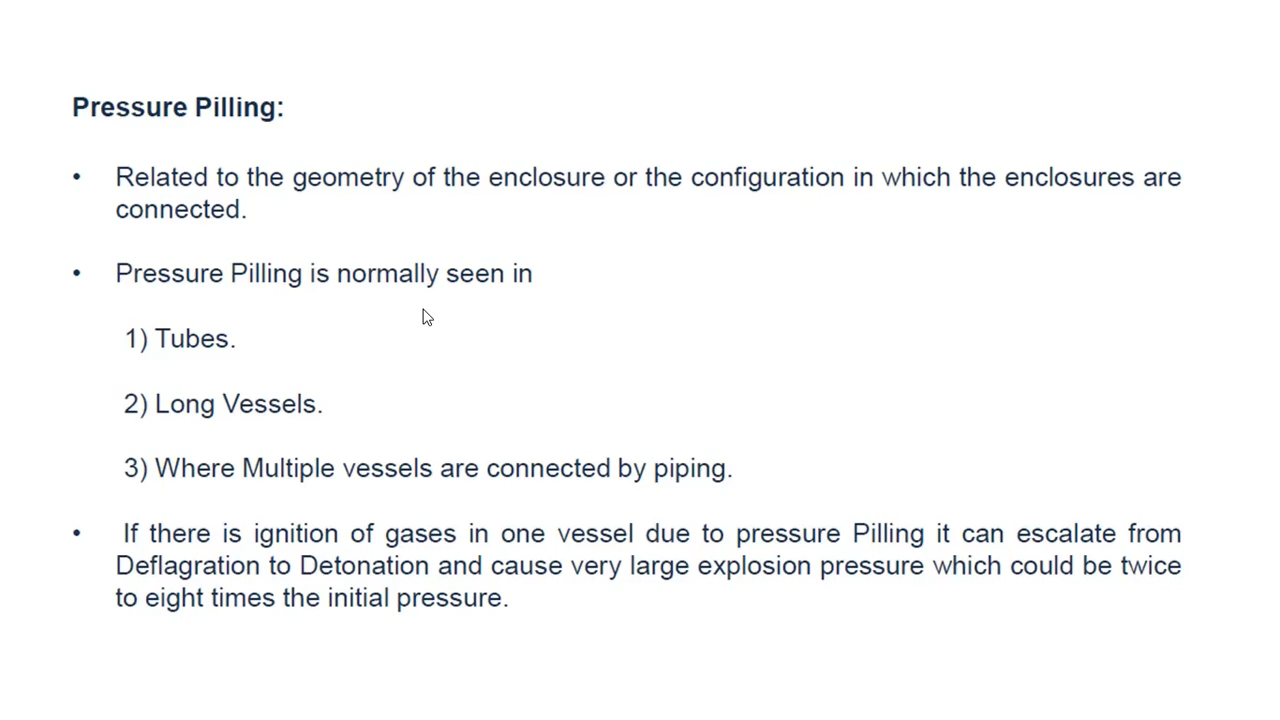 Pressure Pilling:
• Related to the geometry of the enclosure or the configuration in which the enclosures are
connected.
• Pressure Pilling is normally seen in
1) Tubes.
2) Long Vessels.
3) Where Multiple vessels are connected by piping.
• If there is ignition of gases in one vessel due to pressure Pilling it can escalate from
Deflagration to Detonation and cause very large explosion pressure which could be twice
to eight times the initial pressure.